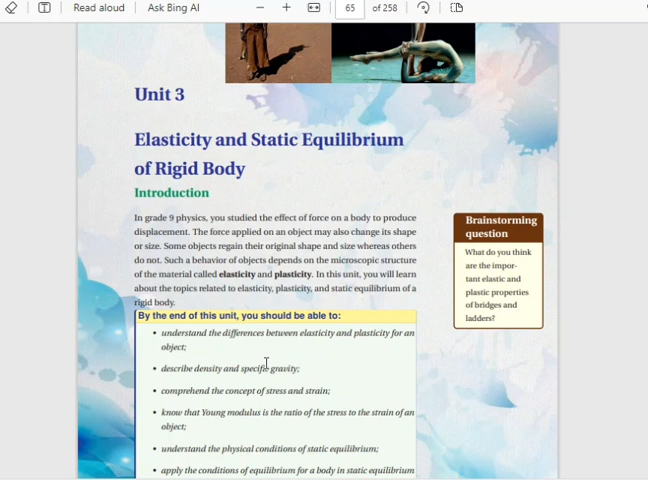 Read aloud
Ask Bing AI
65 of 258
Unit 3
Elasticity and Static Equilibrium
of Rigid Body
Introduction
In grade 9 physics, you studied the effect of force on a body to produce
displacement. The force applied on an object may also change its shape
or size. Some objects regain their original shape and size whereas others
do not. Such a behavior of objects depends on the microscopic structure
of the material called elasticity and plasticity. In this unit, you will learn
about the topics related to elasticity, plasticity, and static equilibrium of a
rigid body.
Brainstorming
question
What do you think
are the impor-
tant elastic and
plastic properties
of bridges and
ladders?
By the end of this unit, you should be able to:
• understand the differences between elasticity and plasticity for an
object;
• describe density and specific gravity;
• comprehend the concept of stress and strain;
• know that Young modulus is the ratio of the stress to the strain of an
object;
• understand the physical conditions of static equilibrium;
• apply the conditions of equilibrium for a body in static equilibrium